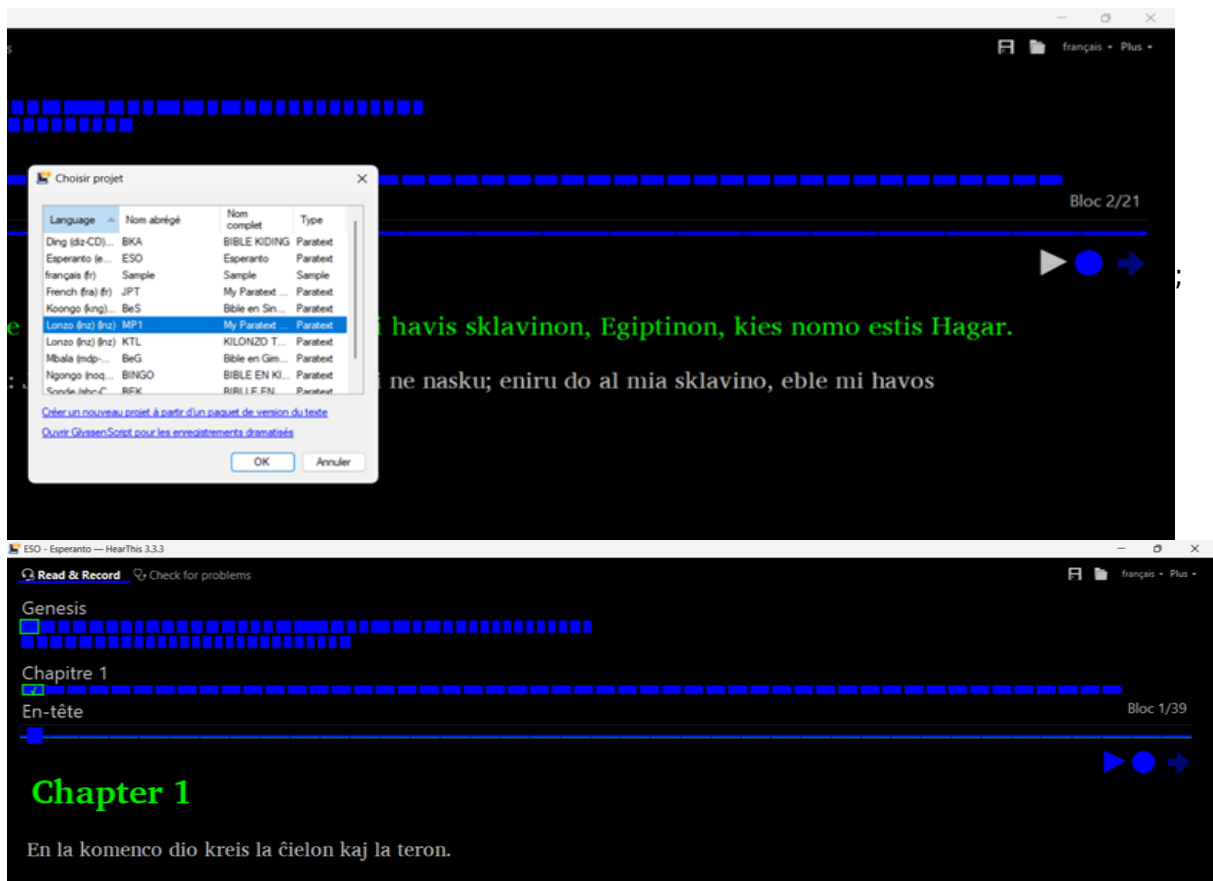 s
français Plus
Choisir projet
Bloc 2/21
Language Nom abrégé Nom complet Type
Ding (diz-CD)... BKA BIBLE KIDING Paratext
Esperanto (e... ESO Esperanto Paratext
français (fr) Sample Sample Sample
French (fra) (fr) JPT My Paratext ... Paratext
Koongo (kng)... BeS Bible en Sin... Paratext
Lonzo (lnz) (lnz) MP1 My Paratext ... Paratext
Lonzo (lnz) (lnz) KTL KILONZO T... Paratext
Mbala (mdp-... BeG Bible en Gim... Paratext
Ngongo (noq... BINGO BIBLE EN KI... Paratext
Sonde (shc-C... BEK BIBLE EN... Paratext
Créer un nouveau projet à partir d'un paquet de version du texte
Ouvrir GlyssenScript pour les enregistrements dramatisés
OK Annuler
;
e i havis sklavinon, Egiptinon, kies nomo estis Hagar.
: J i ne nasku; eniru do al mia sklavino, eble mi havos
ESO - Esperanto — HearThis 3.3.3
Read & Record Check for problems français Plus
Genesis
Chapitre 1
En-tête Bloc 1/39
Chapter 1
En la komenco dio kreis la ĉielon kaj la teron.